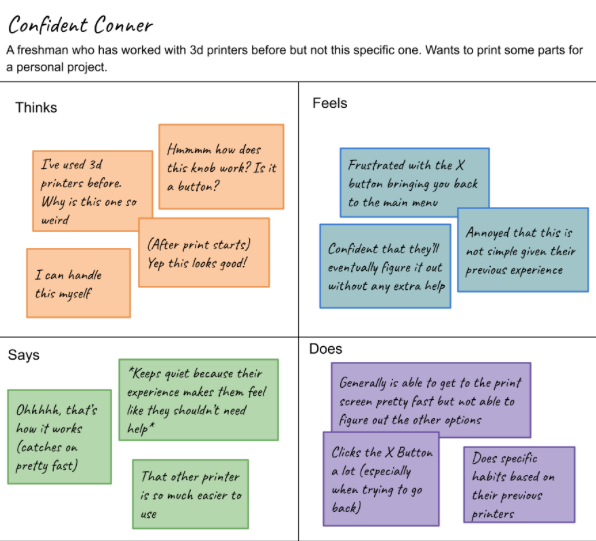 Confident Conner
A freshman who has worked with 3d printers before but not this specific one. Wants to print some parts for
a personal project.
Thinks
I've used 3d
printers before.
Why is this one so
weird
Hmmmm how does
this knob work? Is it
a button?
(After print starts)
Yep this looks good!
I can handle
this myself
Feels
Frustrated with the X
button bringing you back
to the main menu
Confident that they'll
eventually figure it out
without any extra help
Annoyed that this is
not simple given their
previous experience
Says
Ohhhhh, that's
how it works
(catches on
pretty fast)
*Keeps quiet because their
experience makes them feel
like they shouldn't need
help*
That other printer
is so much easier to
use
Does
Generally is able to get to the print
screen pretty fast but not able to
figure out the other options
Clicks the X Button
a lot (especially
when trying to go
back)
Does specific
habits based on
their previous
printers